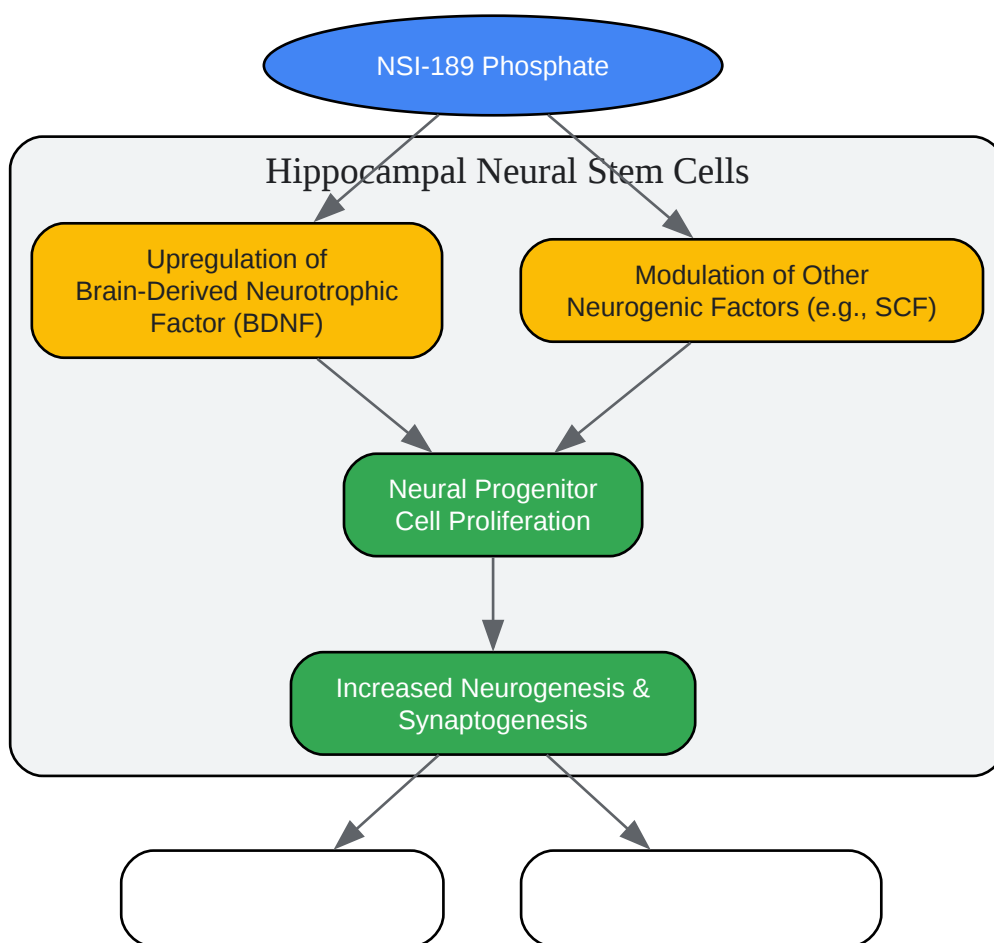 NSI-189 Phosphate
Hippocampal Neural Stem Cells
Upregulation of
Brain-Derived Neurotrophic
Factor (BDNF)
Modulation of Other
Neurogenic Factors (e.g., SCF)
Neural Progenitor
Cell Proliferation
Increased Neurogenesis &
Synaptogenesis